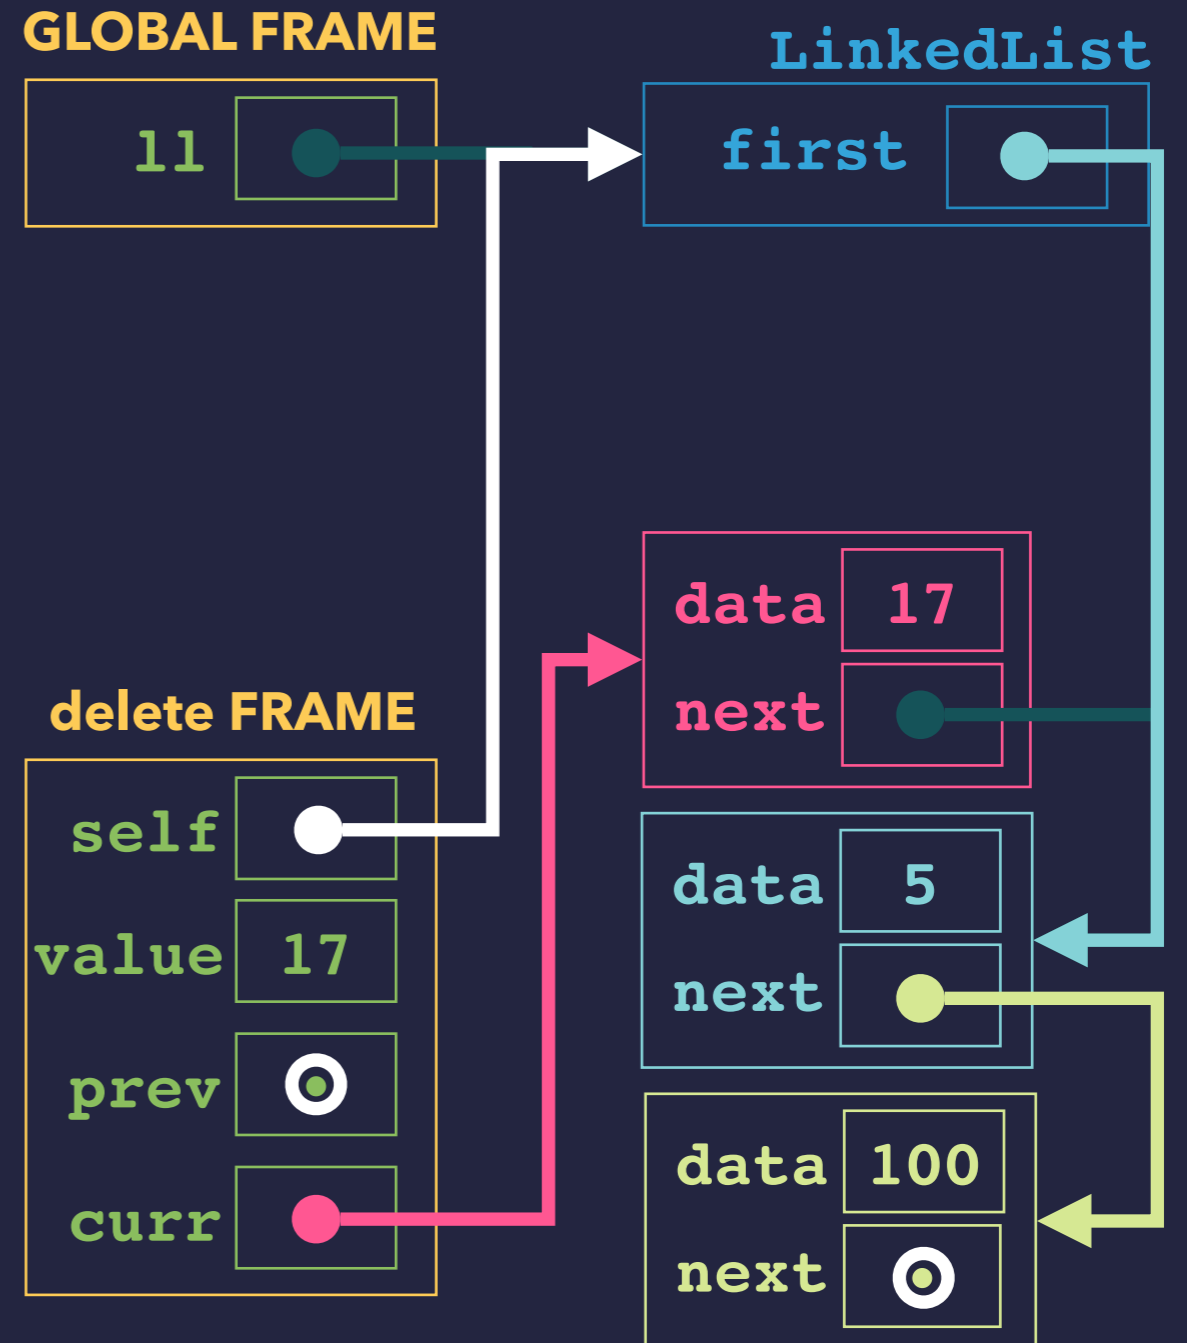 GLOBAL FRAME
ll
LinkedList
first
data 17
next
delete FRAME
self
value 17
prev
curr
data 5
next
data 100
next